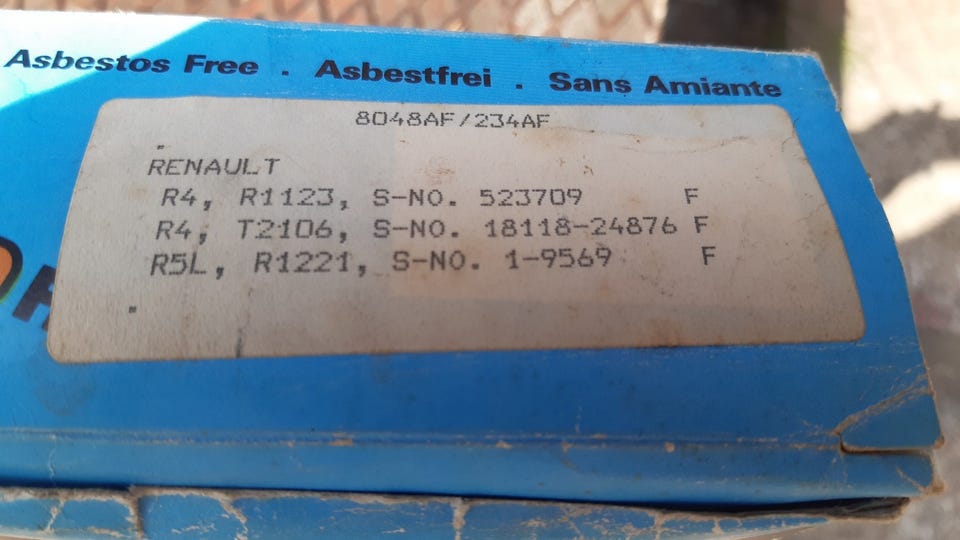 Asbestos Free . Asbestfrei . Sans Amiante
8048AF/234AF
RENAULT
R4, R1123, S-NO. 523709 F
R4, T2106, S-NO. 18118-24876 F
R5L, R1221, S-NO. 1-9569 F